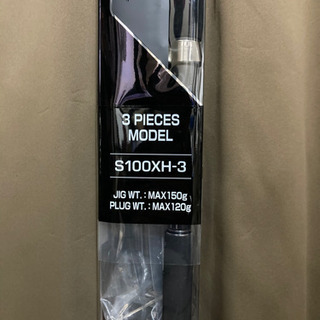 3 PIECES
MODEL
S100XH-3
JIG WT. : MAX150g
PLUG WT. : MAX120g